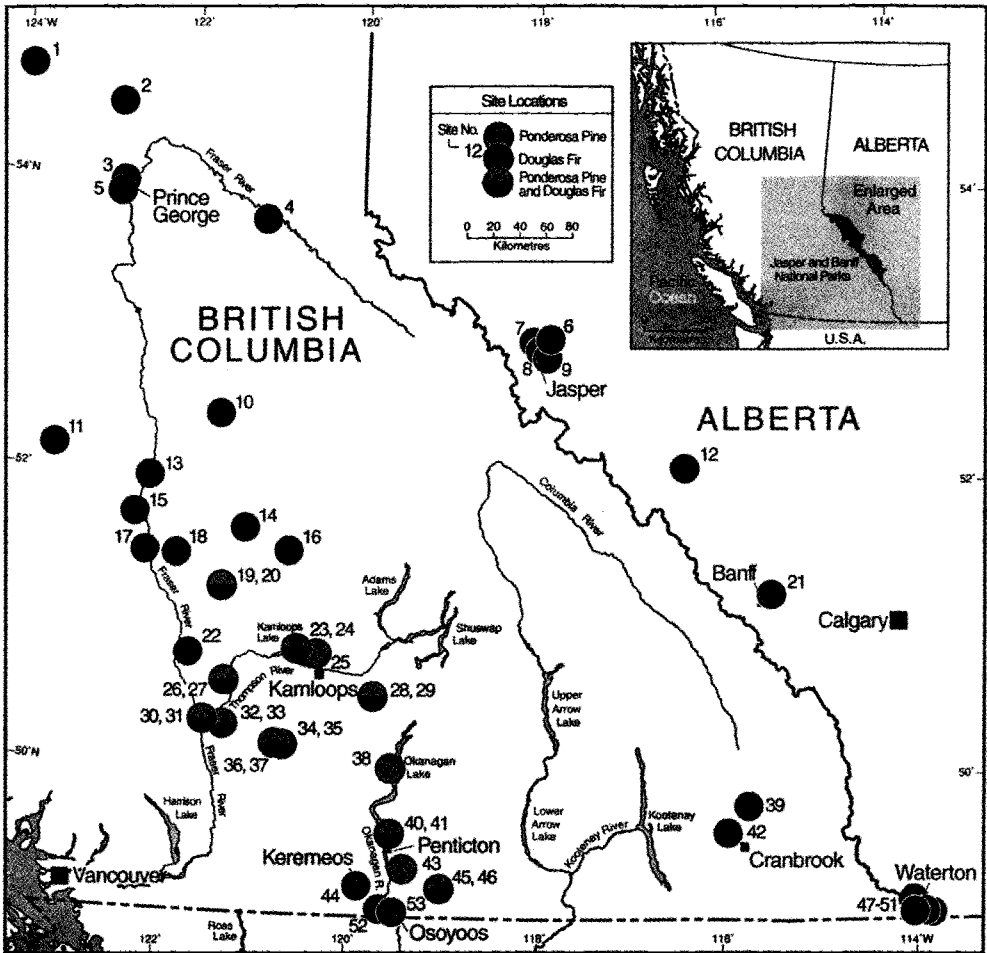 124°W
122°
120°
118°
116°
114°
1
2
54°N
3
5
Prince
George
Fraser River
4
Site Locations
Site No.
12
Ponderosa Pine
Douglas Fir
Ponderosa Pine
and Douglas Fir
0 20 40 60 80
Kilometres
BRITISH
COLUMBIA
ALBERTA
Enlarged
Area
Jasper and Banff
National Parks
Pacific
Ocean
U.S.A.
54°
BRITISH
COLUMBIA
7
6
8
9
Jasper
ALBERTA
10
11
12
52°
52°
13
15
14
17
18
16
19, 20
Fraser River
Adams
Lake
Shuswap
Lake
Columbia River
Banff
21
Calgary
22
Kamloops
Lake
23, 24
25
Thompson River
Kamloops
26, 27
28, 29
30, 31
32, 33
34, 35
36, 37
Upper
Arrow
Lake
50°N
50°
38
Okanagan
Lake
Fraser River
Harrison
Lake
Lower
Arrow
Lake
Kootenay River
Kootenay
Lake
39
42
Cranbrook
40, 41
Penticton
Okanagan R.
43
Keremeos
44
45, 46
Vancouver
Waterton
47-51
52
53
Osoyoos
Ross
Lake
122°
120°
118°
116°
114°W